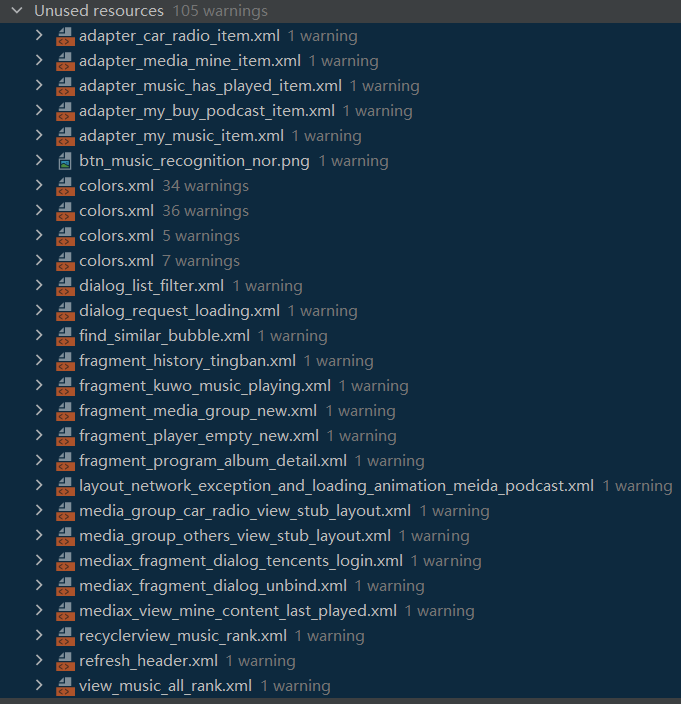 Unused resources 105 warnings
adapter_car_radio_item.xml 1 warning
adapter_media_mine_item.xml 1 warning
adapter_music_has_played_item.xml 1 warning
adapter_my_buy_podcast_item.xml 1 warning
adapter_my_music_item.xml 1 warning
btn_music_recognition_nor.png 1 warning
colors.xml 34 warnings
colors.xml 36 warnings
colors.xml 5 warnings
colors.xml 7 warnings
dialog_list_filter.xml 1 warning
dialog_request_loading.xml 1 warning
find_similar_bubble.xml 1 warning
fragment_history_tingban.xml 1 warning
fragment_kuwo_music_playing.xml 1 warning
fragment_media_group_new.xml 1 warning
fragment_player_empty_new.xml 1 warning
fragment_program_album_detail.xml 1 warning
layout_network_exception_and_loading_animation_meida_podcast.xml 1 warning
media_group_car_radio_view_stub_layout.xml 1 warning
media_group_others_view_stub_layout.xml 1 warning
mediax_fragment_dialog_tencents_login.xml 1 warning
mediax_fragment_dialog_unbind.xml 1 warning
mediax_view_mine_content_last_played.xml 1 warning
recyclerview_music_rank.xml 1 warning
refresh_header.xml 1 warning
view_music_all_rank.xml 1 warning